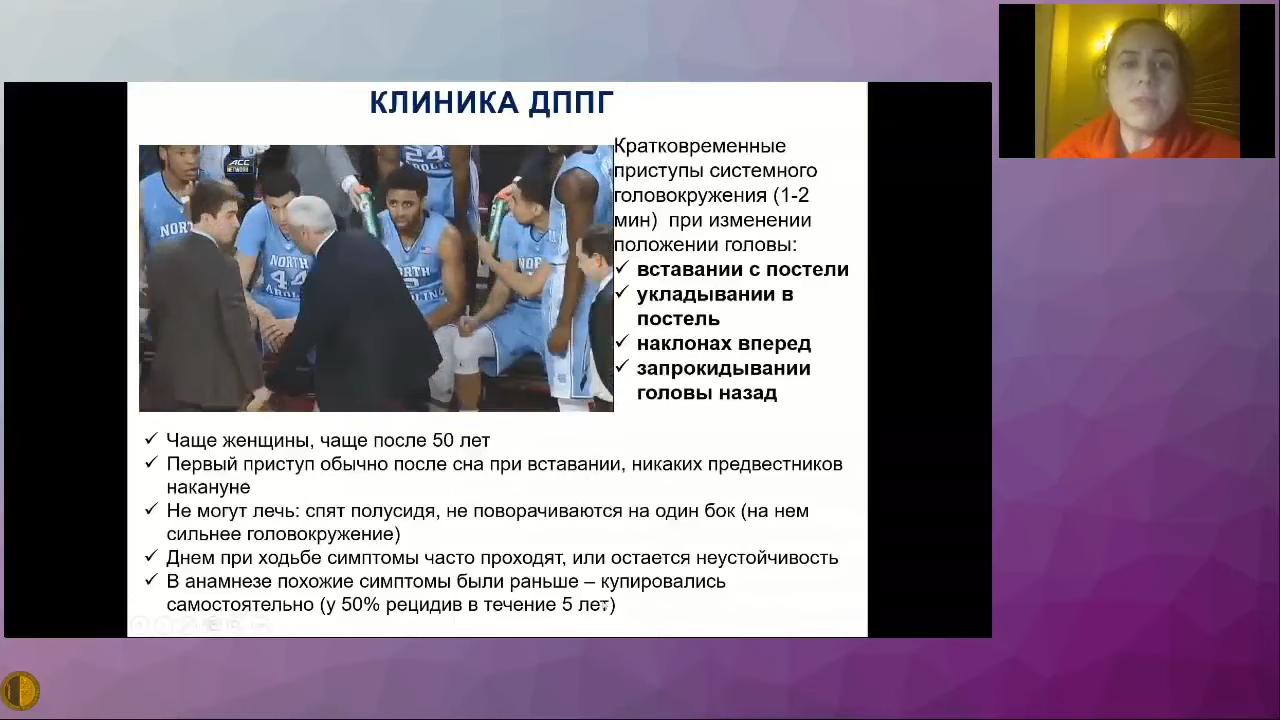 КЛИНИКА ДППГ
Кратковременные
приступы системного
головокружения (1-2
мин) при изменении
положении головы:
✓ вставании с постели
✓ укладывании в
постель
✓ наклонах вперед
✓ запрокидывании
головы назад
ACC
NETWORK
24
NORTH
NORTH
44
CAROLINA
✓ Чаще женщины, чаще после 50 лет
✓ Первый приступ обычно после сна при вставании, никаких предвестников
накануне
✓ Не могут лечь: спят полусидя, не поворачиваются на один бок (на нем
сильнее головокружение)
✓ Днем при ходьбе симптомы часто проходят, или остается неустойчивость
✓ В анамнезе похожие симптомы были раньше – купировались
самостоятельно (у 50% рецидив в течение 5 лет)